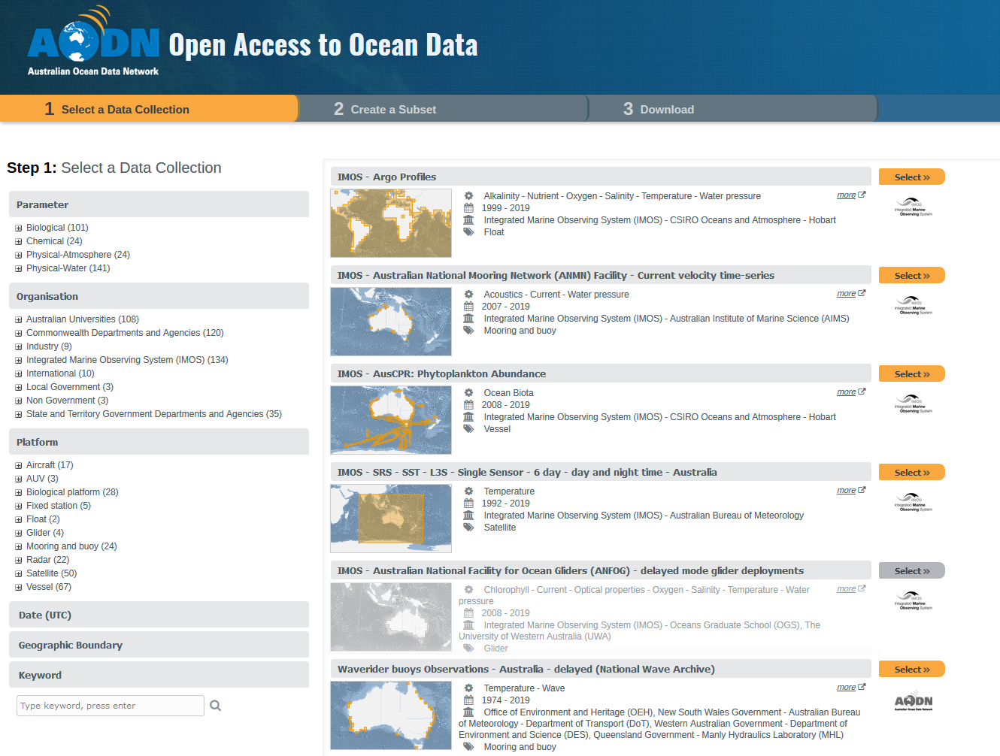 AODN
Australian Ocean Data Network
Open Access to Ocean Data
1 Select a Data Collection
2 Create a Subset
3 Download
Step 1: Select a Data Collection
Parameter
Biological (101)
Chemical (24)
Physical-Atmosphere (24)
Physical-Water (141)
Organisation
Australian Universities (108)
Commonwealth Departments and Agencies (120)
Industry (9)
Integrated Marine Observing System (IMOS) (134)
International (10)
Local Government (3)
Non Government (3)
State and Territory Government Departments and Agencies (35)
Platform
Aircraft (17)
AUV (3)
Biological platform (28)
Fixed station (5)
Float (2)
Glider (4)
Mooring and buoy (24)
Radar (22)
Satellite (50)
Vessel (67)
Date (UTC)
Geographic Boundary
Keyword
Type keyword, press enter
IMOS - Argo Profiles
Select »
Alkalinity - Nutrient - Oxygen - Salinity - Temperature - Water pressure
more
1999 - 2019
Integrated Marine Observing System (IMOS) - CSIRO Oceans and Atmosphere - Hobart
Float
IMOS
Integrated Marine
Observing System
IMOS - Australian National Mooring Network (ANMN) Facility - Current velocity time-series
Select »
Acoustics - Current - Water pressure
more
2007 - 2019
Integrated Marine Observing System (IMOS) - Australian Institute of Marine Science (AIMS)
Mooring and buoy
IMOS
Integrated Marine
Observing System
IMOS - AusCPR: Phytoplankton Abundance
Select »
Ocean Biota
more
2008 - 2019
Integrated Marine Observing System (IMOS) - CSIRO Oceans and Atmosphere - Hobart
Vessel
IMOS
Integrated Marine
Observing System
IMOS - SRS - SST - L3S - Single Sensor - 6 day - day and night time - Australia
Select »
Temperature
more
1992 - 2019
Integrated Marine Observing System (IMOS) - Australian Bureau of Meteorology
Satellite
IMOS
Integrated Marine
Observing System
IMOS - Australian National Facility for Ocean Gliders (ANFOG) - delayed mode glider deployments
Select »
Chlorophyll - Current - Optical properties - Oxygen - Salinity - Temperature - Water
pressure
more
2008 - 2019
Integrated Marine Observing System (IMOS) - Oceans Graduate School (OGS), The
University of Western Australia (UWA)
Glider
IMOS
Integrated Marine
Observing System
Waverider buoys Observations - Australia - delayed (National Wave Archive)
Select »
Temperature - Wave
more
1974 - 2019
Office of Environment and Heritage (OEH), New South Wales Government - Australian Bureau
of Meteorology - Department of Transport (DoT), Western Australian Government - Department of
Environment and Science (DES), Queensland Government - Manly Hydraulics Laboratory (MHL)
Mooring and buoy
AODN
Australian Ocean Data Network